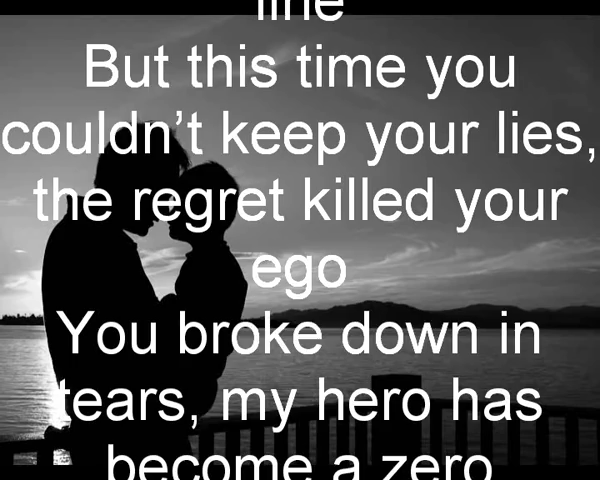 line
But this time you
couldn’t keep your lies,
the regret killed your
ego
You broke down in
tears, my hero has
become a zero